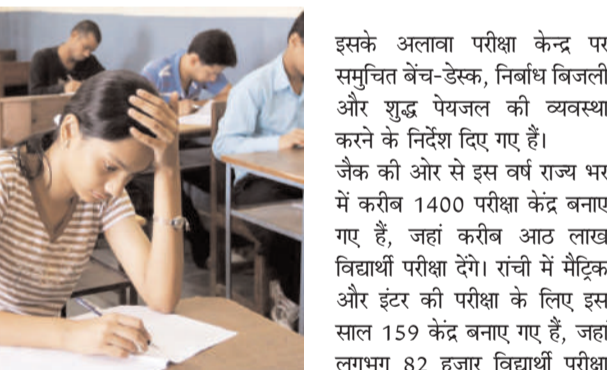 इसके अलावा परीक्षा केन्द्र पर
समुचित बेंच-डेस्क, निर्बाध बिजली
और शुद्ध पेयजल की व्यवस्था
करने के निर्देश दिए गए हैं।
जैक की ओर से इस वर्ष राज्य भर
में करीब 1400 परीक्षा केंद्र बनाए
गए हैं, जहां करीब आठ लाख
विद्यार्थी परीक्षा देंगे। रांची में मैट्रिक
और इंटर की परीक्षा के लिए इस
साल 159 केंद्र बनाए गए हैं, जहां
लगभग 82 हजार विद्यार्थी परीक्षा